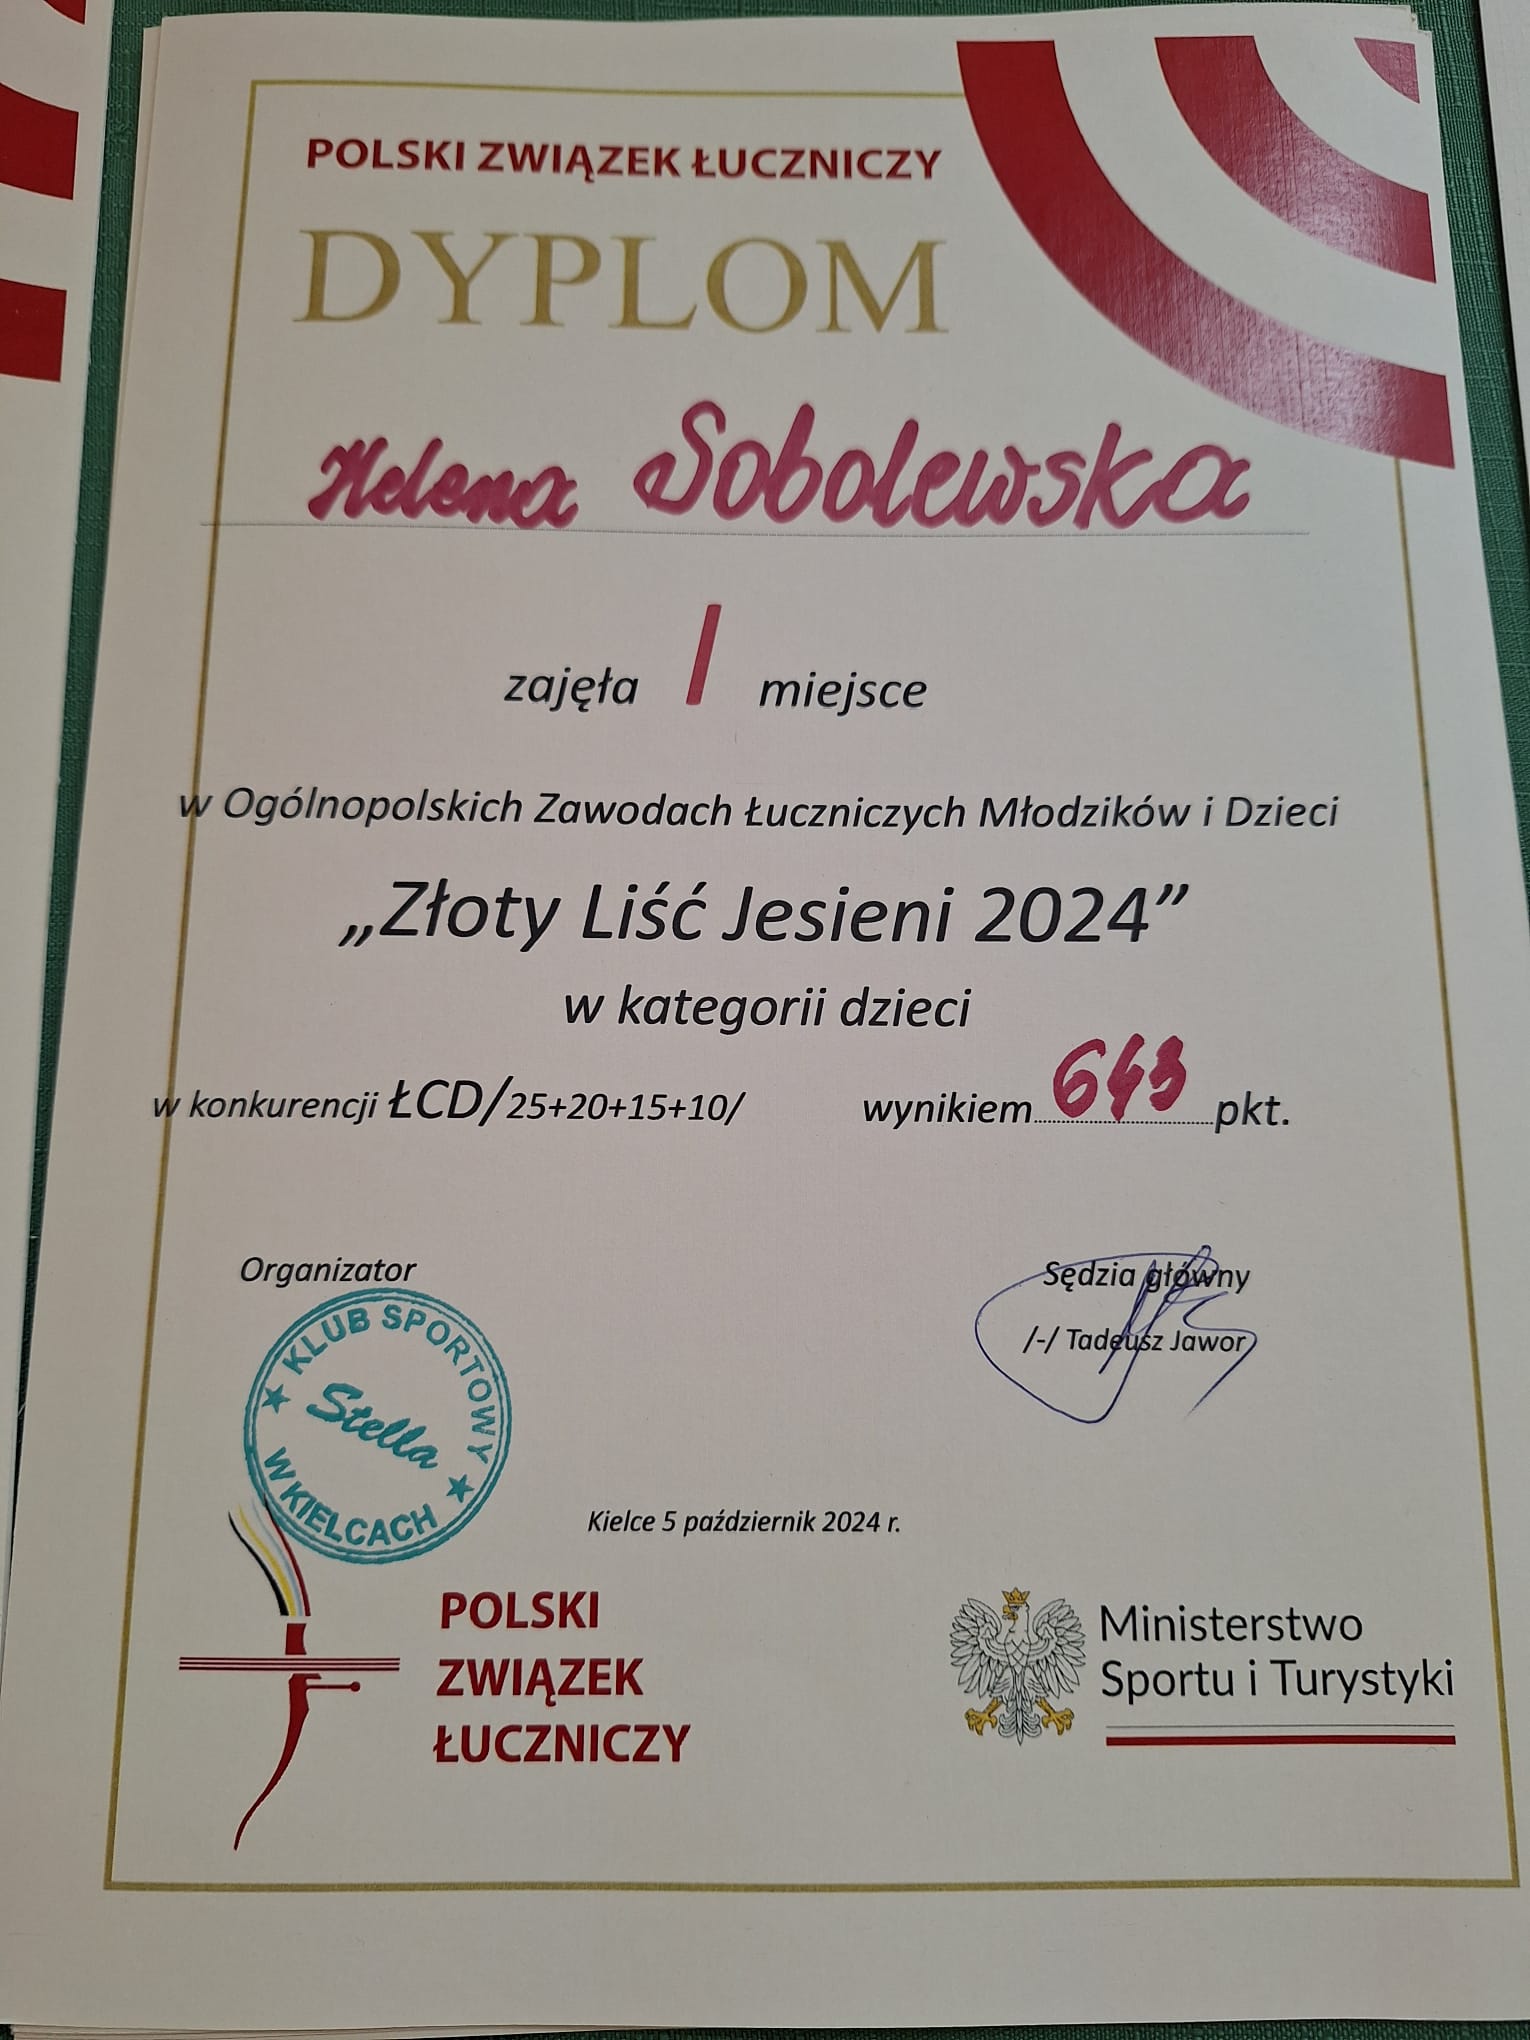 POLSKI ZWIĄZEK ŁUCZNICZY
DYPLOM
Helena Sobolewska
zajęła I miejsce
w Ogólnopolskich Zawodach Łuczniczych Młodzików i Dzieci
„Złoty Liść Jesieni 2024”
w kategorii dzieci
w konkurencji ŁCD/25+20+15+10/ wynikiem 643 pkt.
Organizator
Sędzia główny
/-/ Tadeusz Jawor
KLUB SPORTOWY
Stella
W KIELCACH
Kielce 5 październik 2024 r.
POLSKI
ZWIĄZEK
ŁUCZNICZY
Ministerstwo
Sportu i Turystyki